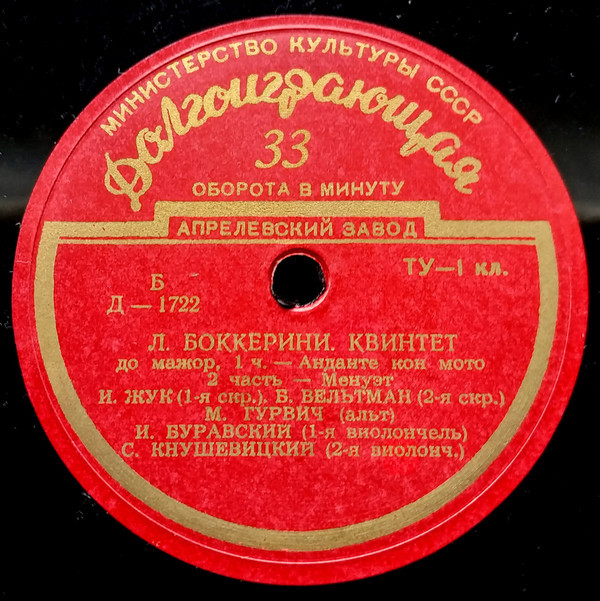 МИНИСТЕРСТВО КУЛЬТУРЫ СССР
Долгоиграющая
33
ОБОРОТА В МИНУТУ
АПРЕЛЕВСКИЙ ЗАВОД
ТУ—1 кл.
Б
Д — 1722
Л. БОККЕРИНИ. КВИНТЕТ
до мажор, 1 ч. — Анданте кон мото
2 часть — Менуэт
И. ЖУК (1-я скр.), Б. ВЕЛЬТМАН (2-я скр.)
М. ГУРВИЧ (альт)
И. БУРАВСКИЙ (1-я виолончель)
С. КНУШЕВИЦКИЙ (2-я виолонч.)